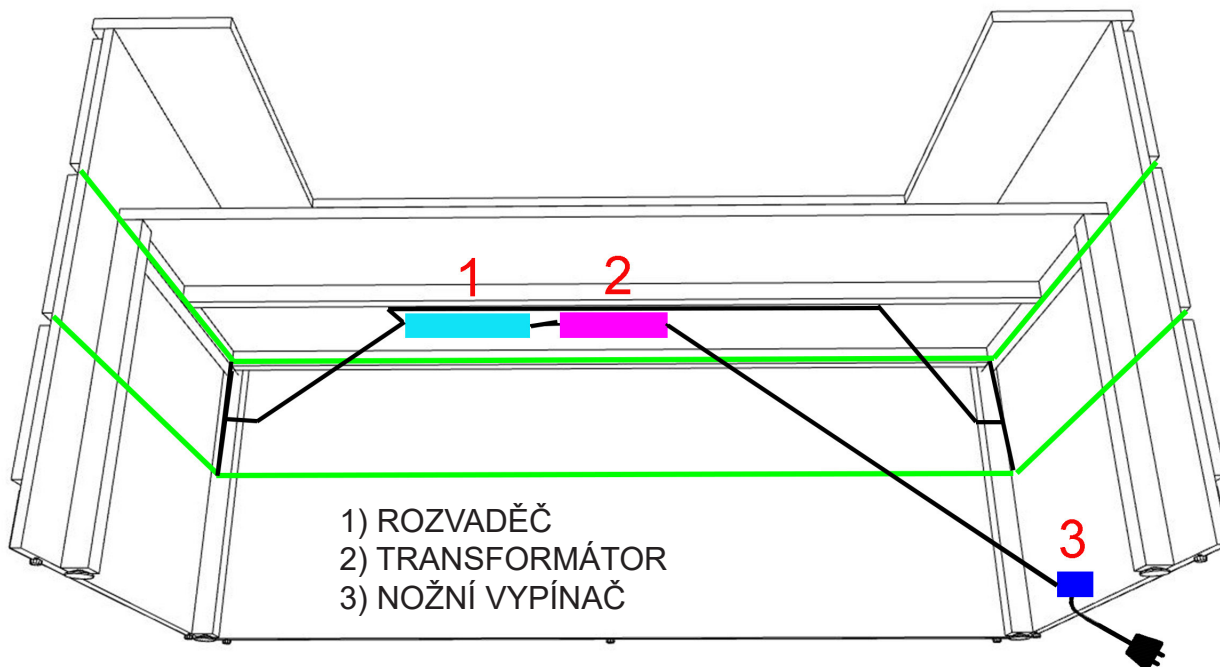 1 2
3
1) ROZVADĚČ
2) TRANSFORMÁTOR
3) NOŽNÍ VYPÍNAČ